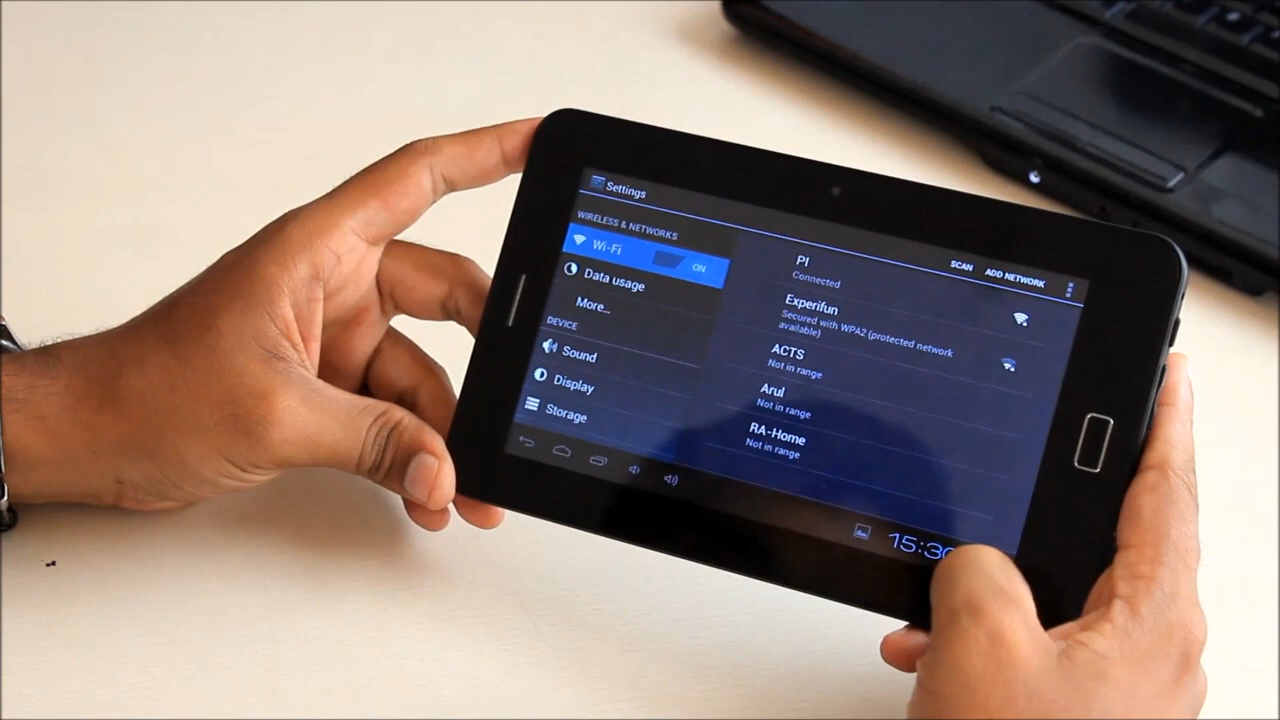 Settings
SCAN ADD NETWORK
WIRELESS & NETWORKS
Wi-Fi ON
Data usage
More...
DEVICE
Sound
Display
Storage
PI
Connected
Experifun
Secured with WPA2 (protected network
available)
ACTS
Not in range
Arul
Not in range
RA-Home
Not in range